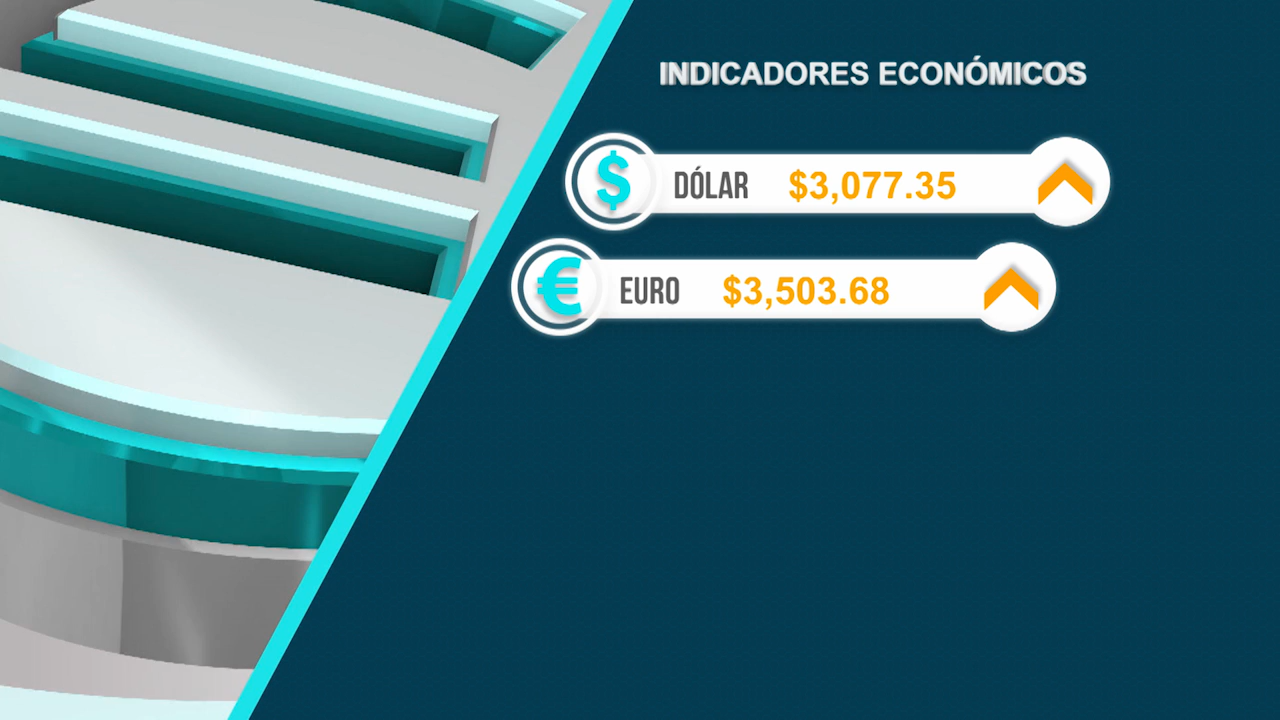 INDICADORES ECONÓMICOS
$ DÓLAR $3,077.35
€ EURO $3,503.68